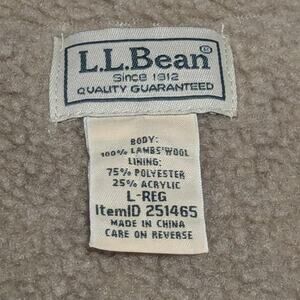 L.L.Bean®
Since 1912
QUALITY GUARANTEED
BODY:
100% LAMBS'WOOL
LINING:
75% POLYESTER
25% ACRYLIC
L-REG
ItemID 251465
MADE IN CHINA
CARE ON REVERSE